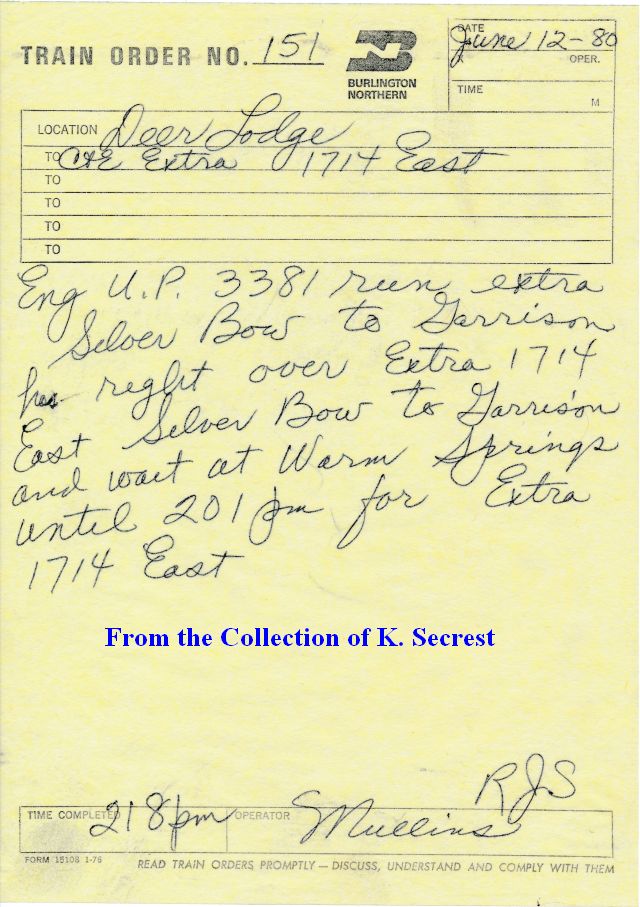 TRAIN ORDER NO. 151
BURLINGTON
NORTHERN
DATE June 12-80
OPER.
TIME M
LOCATION Deer Lodge
TO C&E Extra 1714 East
TO
TO
TO
TO
Eng U.P. 3381 run extra
Silver Bow to Garrison
has right over Extra 1714
East Silver Bow to Garrison
and wait at Warm Springs
until 201 pm for Extra
1714 East
From the Collection of K. Secrest
RJS
TIME COMPLETED 218pm OPERATOR Mullins
FORM 15108 1-76 READ TRAIN ORDERS PROMPTLY — DISCUSS, UNDERSTAND AND COMPLY WITH THEM